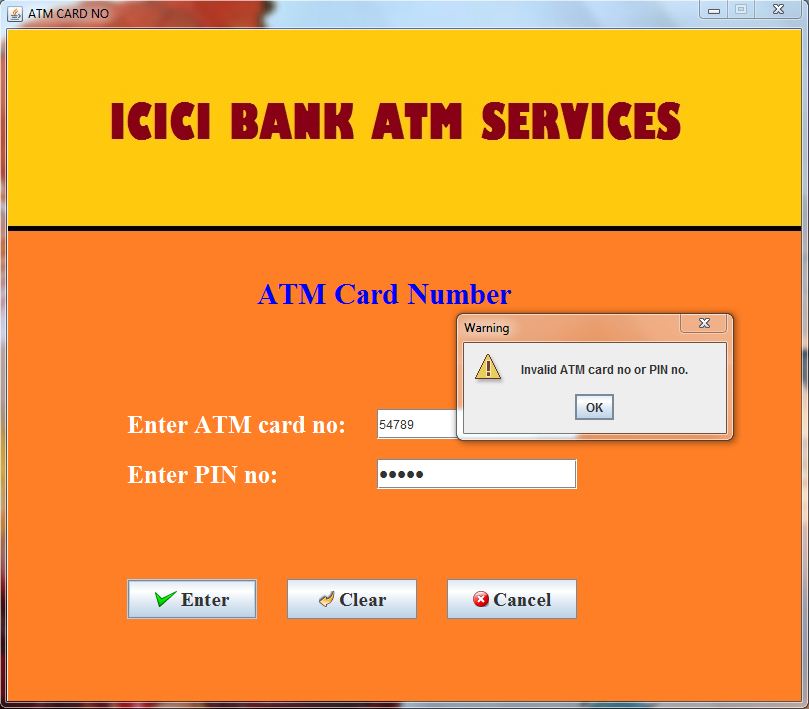 ATM CARD NO
ICICI BANK ATM SERVICES
ATM Card Number
Warning
Invalid ATM card no or PIN no.
OK
Enter ATM card no:
54789
Enter PIN no:
•••••
Enter
Clear
Cancel